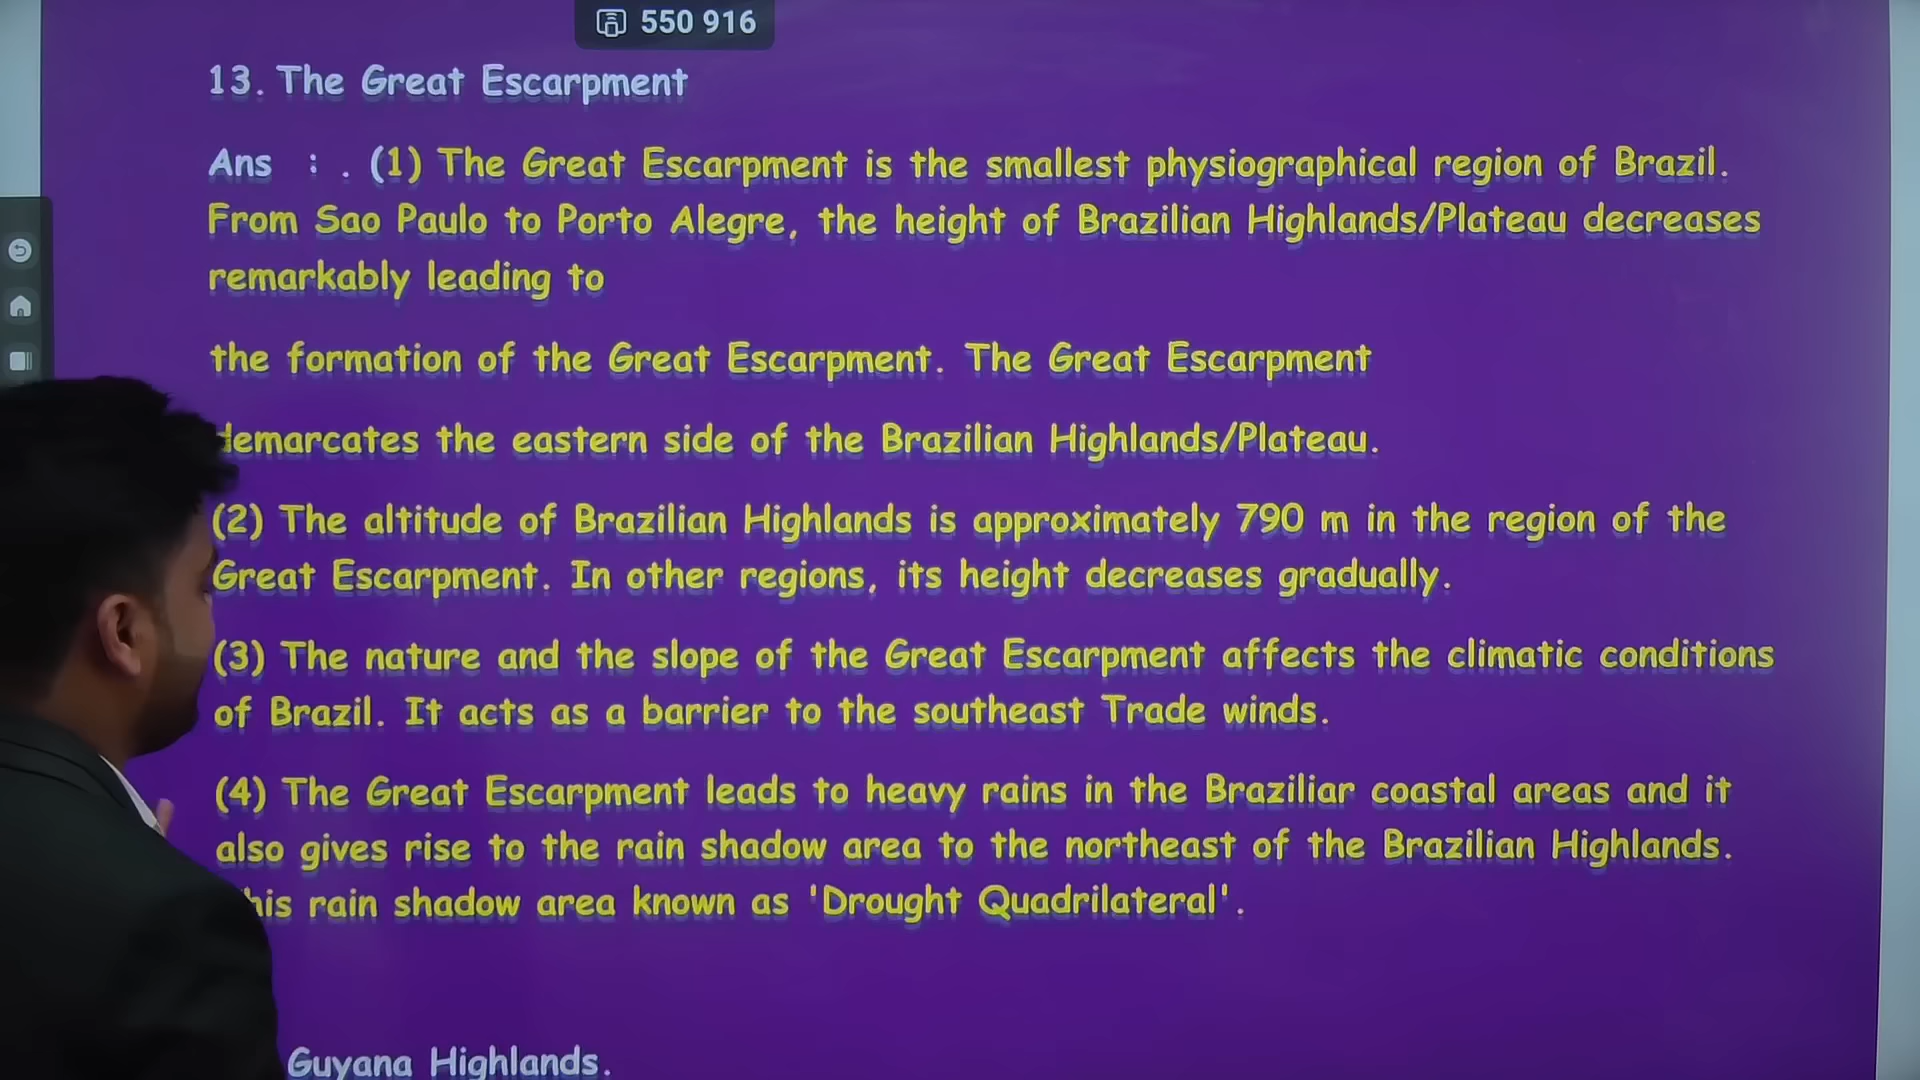 550 916
13. The Great Escarpment
Ans : . (1) The Great Escarpment is the smallest physiographical region of Brazil.
From Sao Paulo to Porto Alegre, the height of Brazilian Highlands/Plateau decreases
remarkably leading to
the formation of the Great Escarpment. The Great Escarpment
demarcates the eastern side of the Brazilian Highlands/Plateau.
(2) The altitude of Brazilian Highlands is approximately 790 m in the region of the
Great Escarpment. In other regions, its height decreases gradually.
(3) The nature and the slope of the Great Escarpment affects the climatic conditions
of Brazil. It acts as a barrier to the southeast Trade winds.
(4) The Great Escarpment leads to heavy rains in the Braziliar coastal areas and it
also gives rise to the rain shadow area to the northeast of the Brazilian Highlands.
his rain shadow area known as 'Drought Quadrilateral'.
Guyana Highlands.